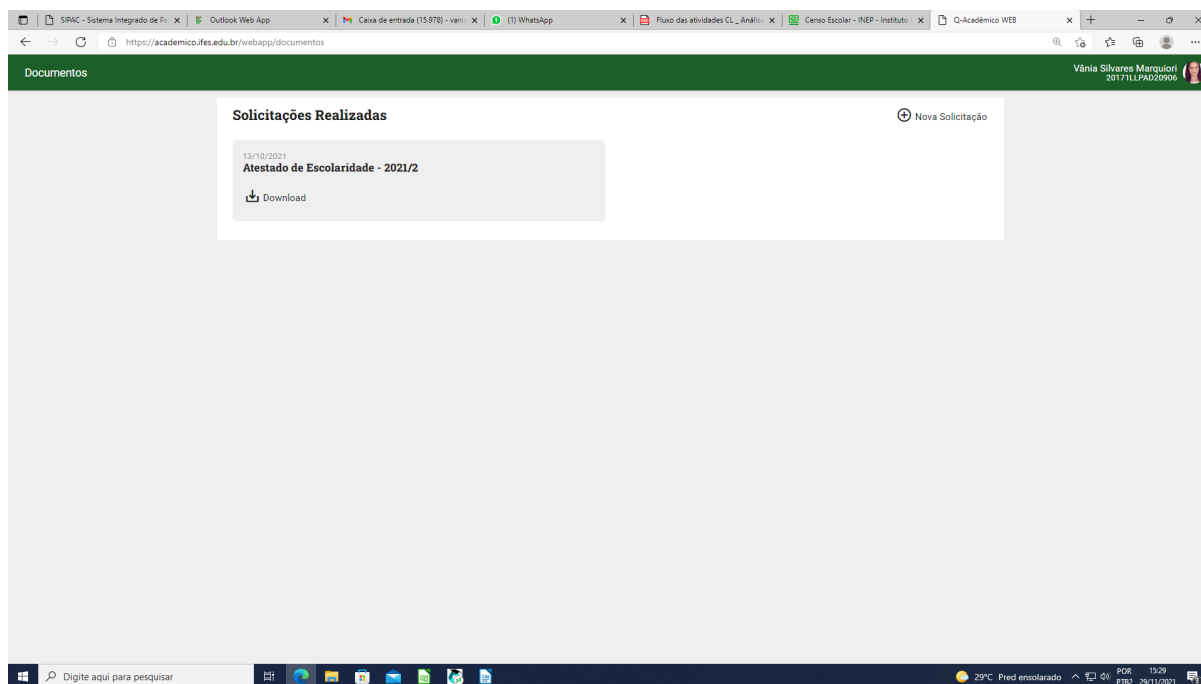 SIPAC - Sistema Integrado de Pa
Outlook Web App
Caixa de entrada (15.978) - vani
(1) WhatsApp
Fluxo das atividades CL _ Anális
Censo Escolar - INEP - Instituto
Q-Acadêmico WEB
https://academico.ifes.edu.br/webapp/documentos
Documentos
Vânia Silvares Marquiori
20171LLPAD20906
Solicitações Realizadas
Nova Solicitação
13/10/2021
Atestado de Escolaridade - 2021/2
Download
Digite aqui para pesquisar
29°C Pred ensolarado
POR
PTB2
15:29
29/11/2021